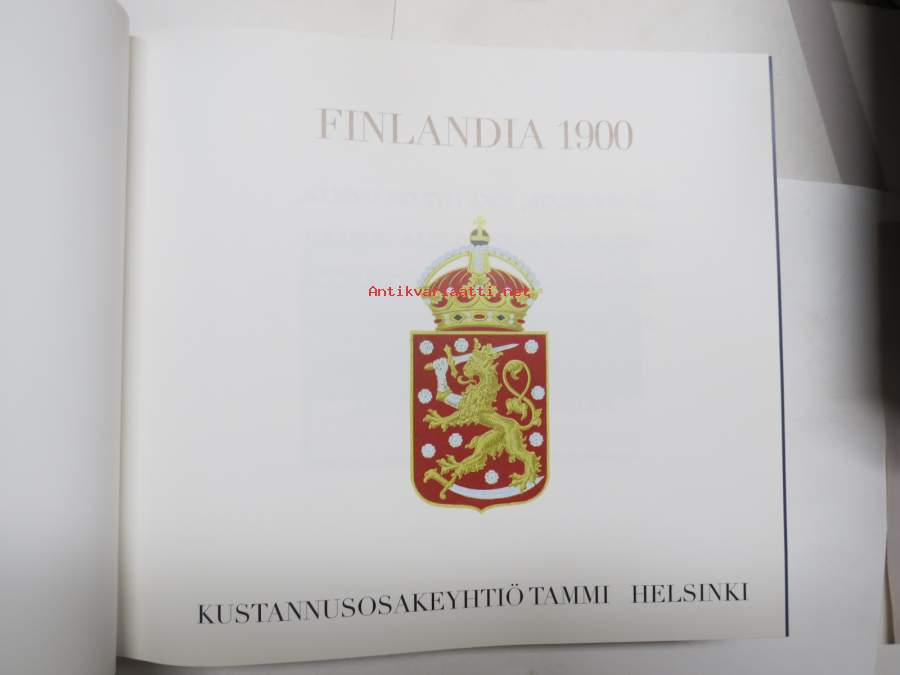 FINLANDIA 1900
Antikvariaatti.net
KUSTANNUSOSAKEYHTIÖ TAMMI HELSINKI